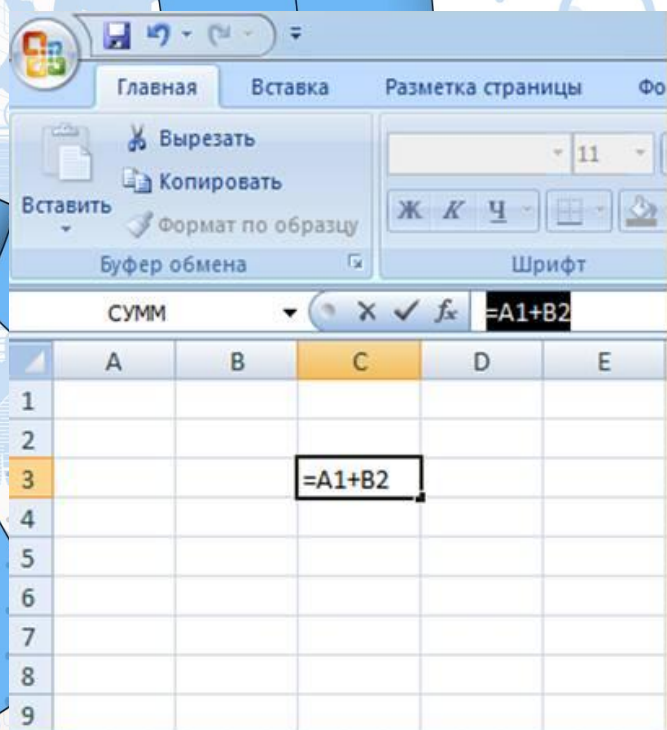 Главная Вставка Разметка страницы Фо
Вставить
Вырезать
Копировать
Формат по образцу
Буфер обмена
11
Ж К Ч
Шрифт
СУММ fx =A1+B2
A B C D E
1
2
3 =A1+B2
4
5
6
7
8
9